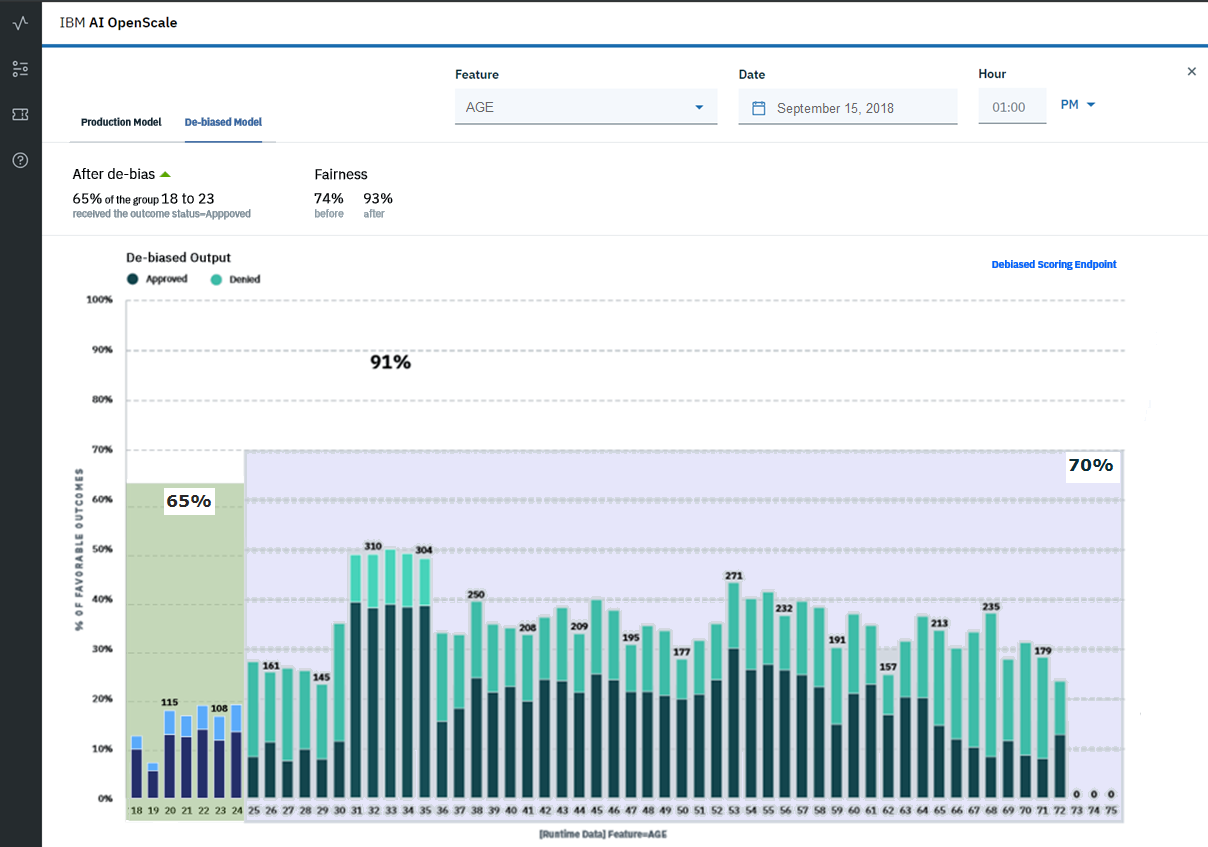 IBM AI OpenScale
Feature
Date
Hour
AGE
September 15, 2018
01:00
PM
Production Model
De-biased Model
After de-bias
Fairness
65% of the group 18 to 23
74%
93%
received the outcome status=Apppoved
before
after
De-biased Output
Debiased Scoring Endpoint
Approved
Denied
100%
90%
91%
80%
70%
70%
65%
60%
50%
310
304
40%
271
250
232
235
208
209
213
30%
195
191
177
179
161
157
145
20%
115
108
10%
0%
0 0 0
18 19 20 21 22 23 24 25 26 27 28 29 30 31 32 33 34 35 36 37 38 39 40 41 42 43 44 45 46 47 48 49 50 51 52 53 54 55 56 57 58 59 60 61 62 63 64 65 66 67 68 69 70 71 72 73 74 75
% OF FAVORABLE OUTCOMES
[Runtime Data] Feature=AGE